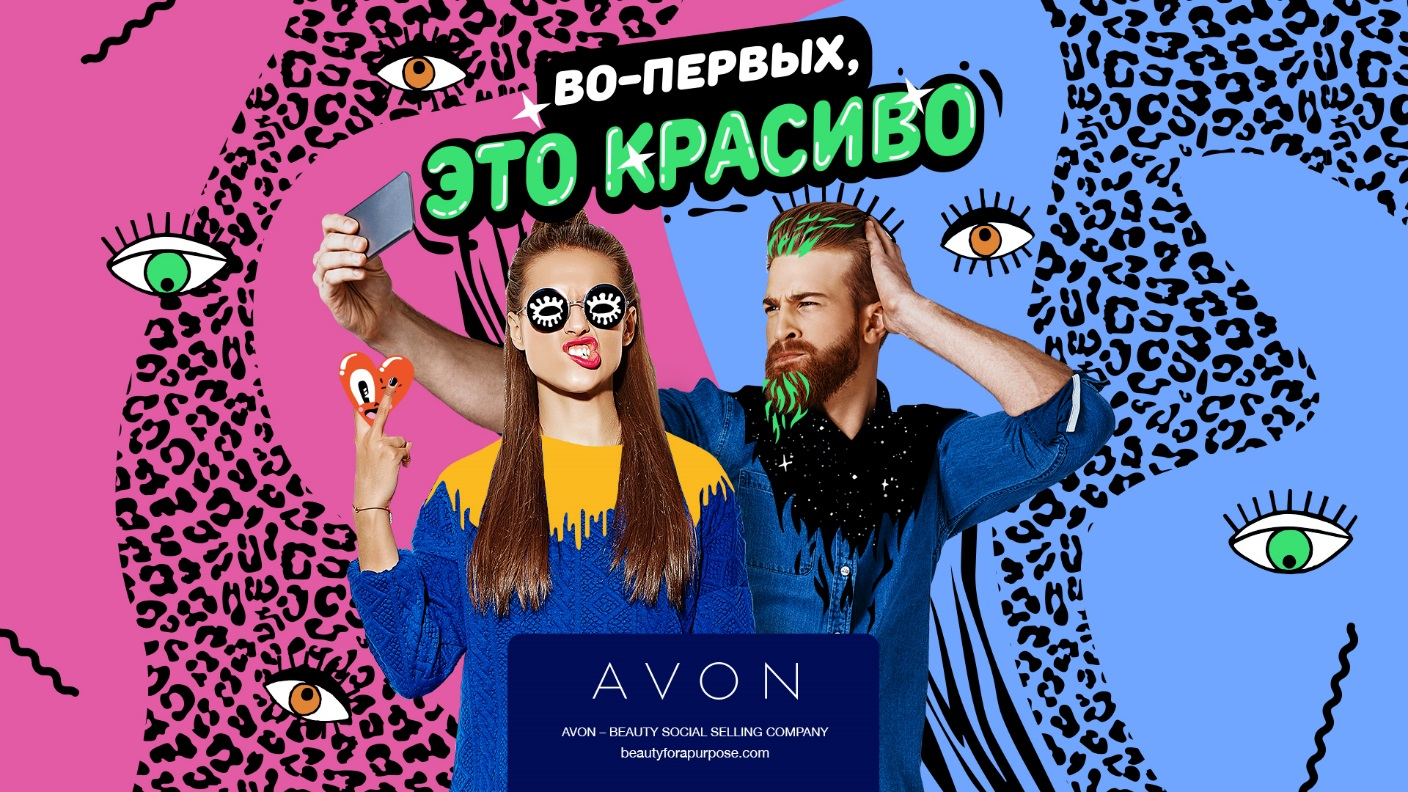 ВО-ПЕРВЫХ,
ЭТО КРАСИВО
AVON
AVON – BEAUTY SOCIAL SELLING COMPANY
beautyforapurpose.com